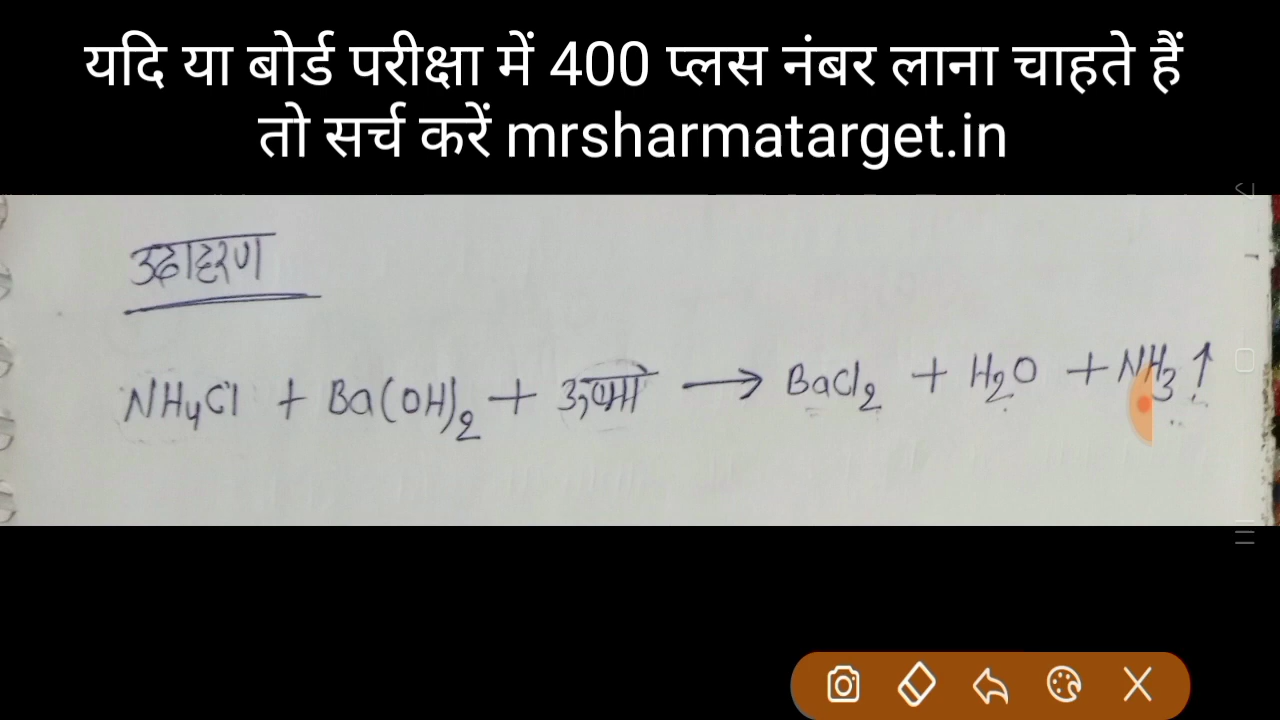 यदि या बोर्ड परीक्षा में 400 प्लस नंबर लाना चाहते हैं
तो सर्च करें mrsharmatarget.in
उदाहरण
NH₄Cl + Ba(OH)₂ + ऊष्मा → BaCl₂ + H₂O + NH₃↑